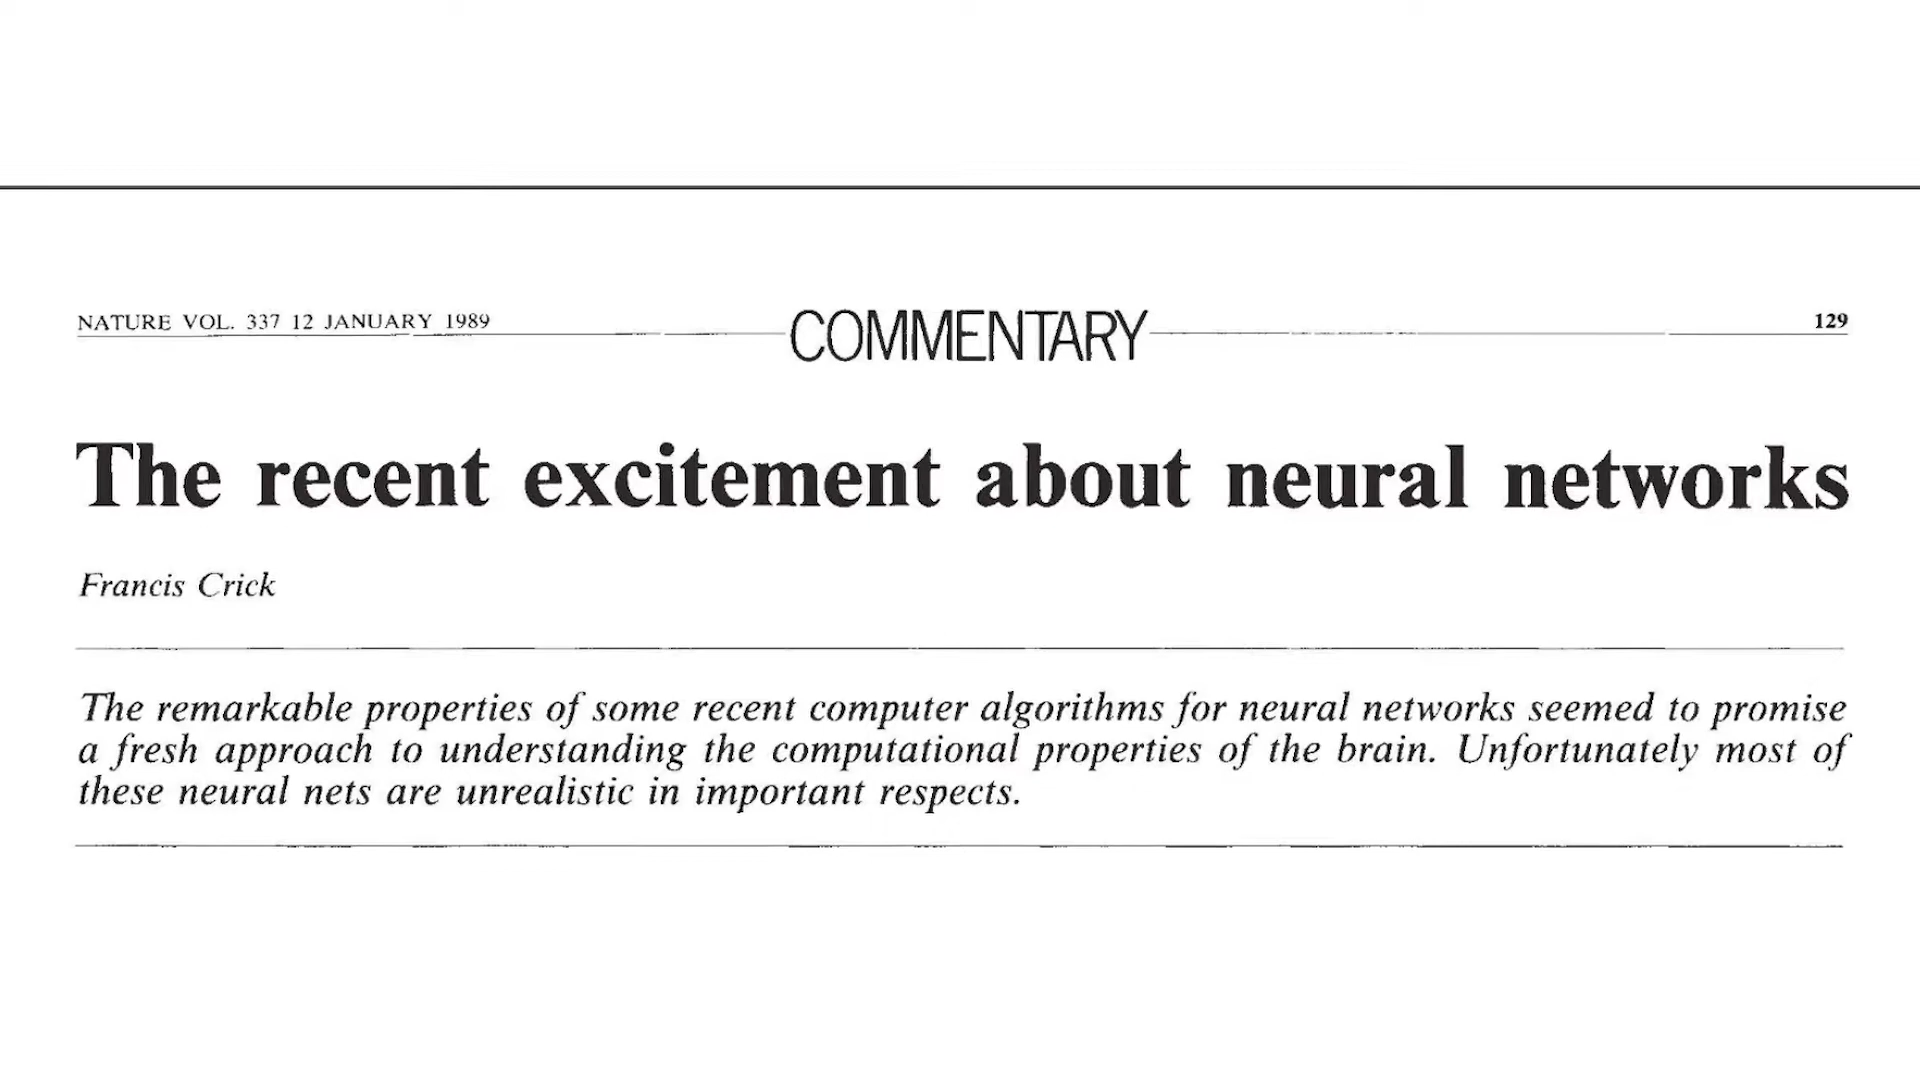 NATURE VOL. 337 12 JANUARY 1989 COMMENTARY 129
The recent excitement about neural networks
Francis Crick
The remarkable properties of some recent computer algorithms for neural networks seemed to promise
a fresh approach to understanding the computational properties of the brain. Unfortunately most of
these neural nets are unrealistic in important respects.